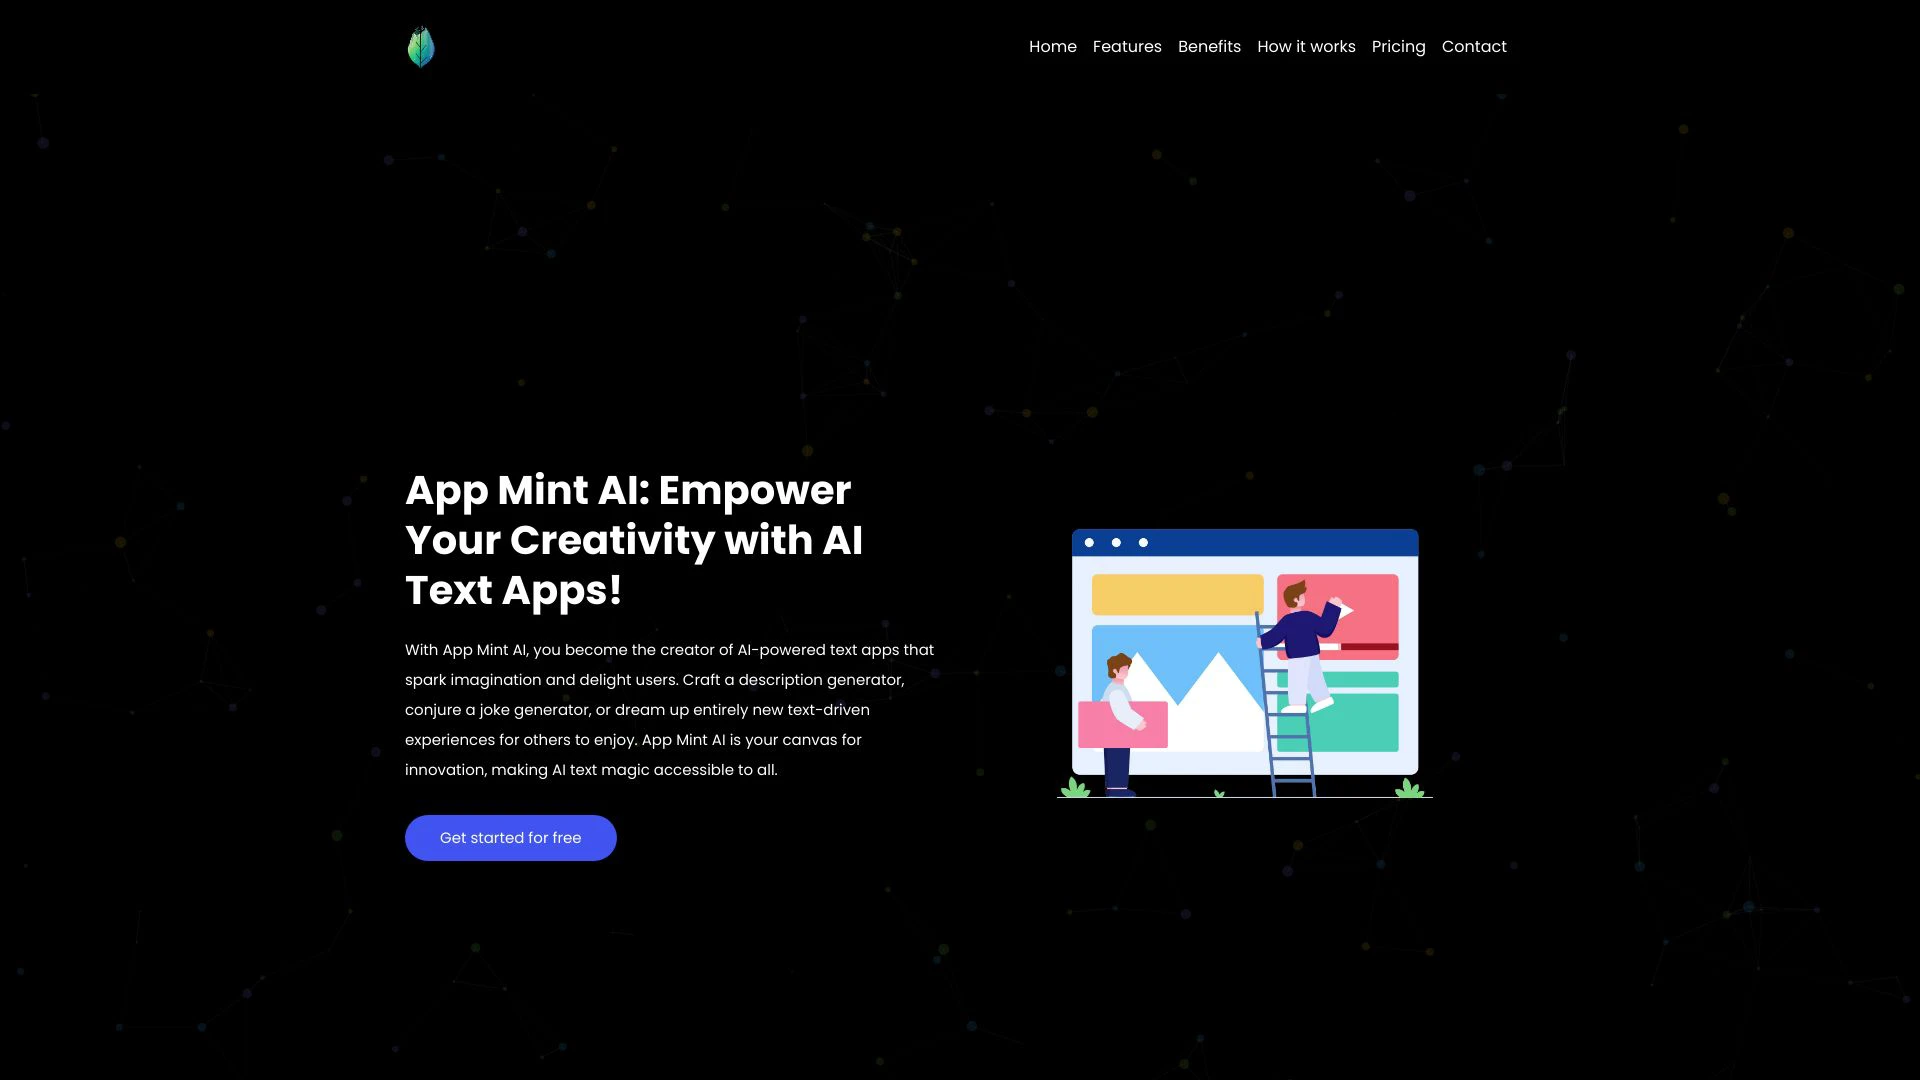 Home Features Benefits How it works Pricing Contact
App Mint AI: Empower
Your Creativity with AI
Text Apps!
With App Mint AI, you become the creator of AI-powered text apps that
spark imagination and delight users. Craft a description generator,
conjure a joke generator, or dream up entirely new text-driven
experiences for others to enjoy. App Mint AI is your canvas for
innovation, making AI text magic accessible to all.
Get started for free